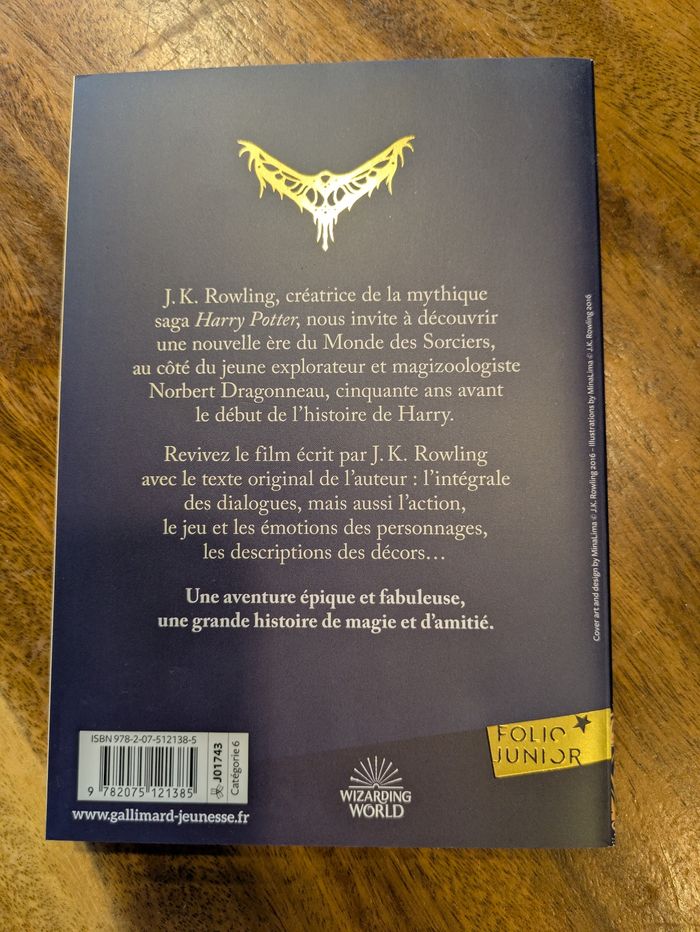 J. K. Rowling, créatrice de la mythique
saga Harry Potter, nous invite à découvrir
une nouvelle ère du Monde des Sorciers,
au côté du jeune explorateur et magizoologiste
Norbert Dragonneau, cinquante ans avant
le début de l'histoire de Harry.
Revivez le film écrit par J. K. Rowling
avec le texte original de l'auteur : l'intégrale
des dialogues, mais aussi l'action,
le jeu et les émotions des personnages,
les descriptions des décors…
Une aventure épique et fabuleuse,
une grande histoire de magie et d'amitié.
Cover art and design by MinaLima © J.K. Rowling 2016 - Illustrations by MinaLima © J.K. Rowling 2016
ISBN 978-2-07-512138-5
9 782075 121385
J01743
Catégorie 6
www.gallimard-jeunesse.fr
WIZARDING
WORLD
FOLIO
JUNIOR